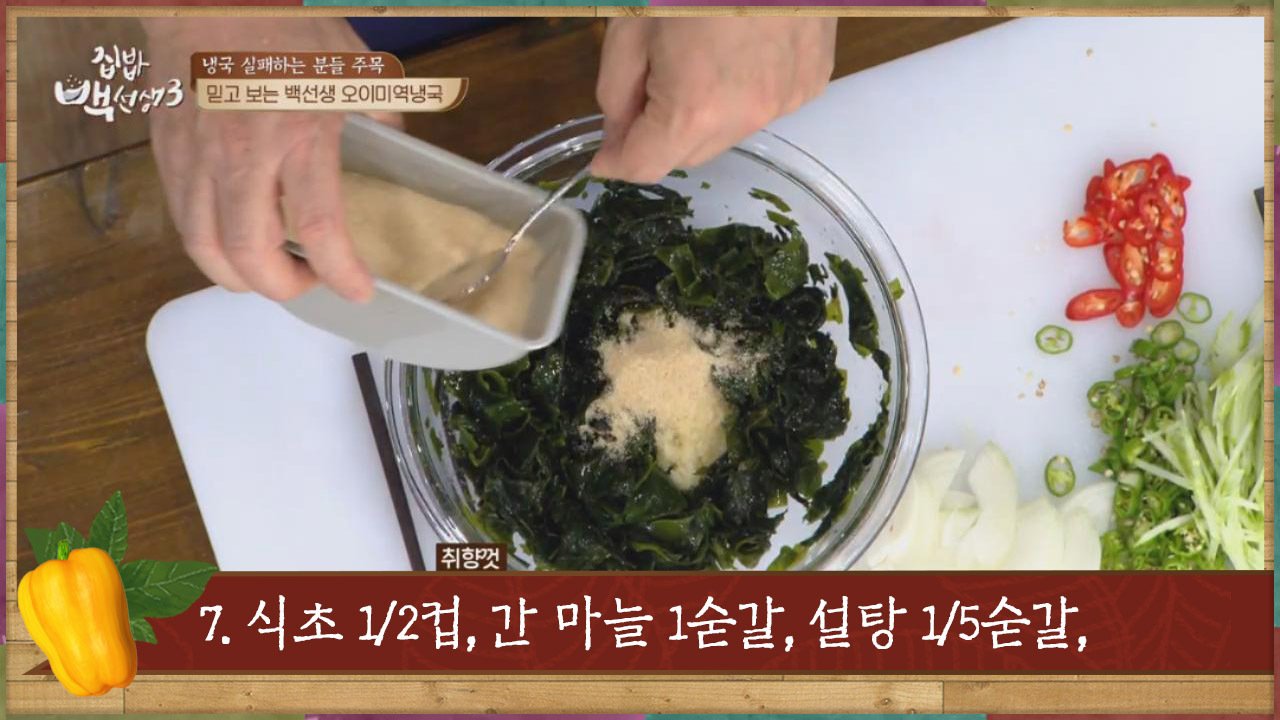 집밥
백선생3
냉국 실패하는 분들 주목
믿고 보는 백선생 오이미역냉국
취향껏
7. 식초 1/2컵, 간 마늘 1숟갈, 설탕 1/5숟갈,